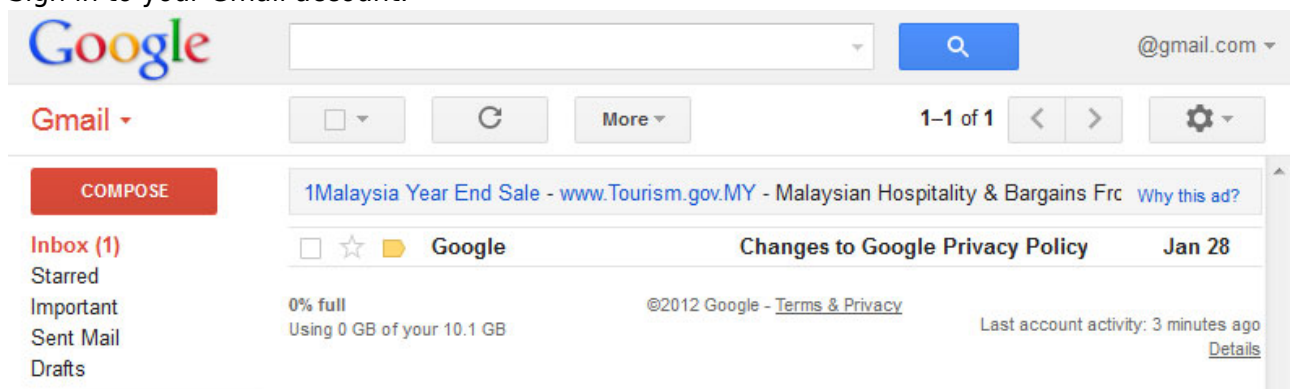 Sign in to your Gmail account.
Google
@gmail.com
Gmail
More
1–1 of 1
COMPOSE
1Malaysia Year End Sale - www.Tourism.gov.MY - Malaysian Hospitality & Bargains Frc Why this ad?
Inbox (1)
Google Changes to Google Privacy Policy Jan 28
Starred
Important
Sent Mail
Drafts
0% full
Using 0 GB of your 10.1 GB
©2012 Google - Terms & Privacy
Last account activity: 3 minutes ago
Details